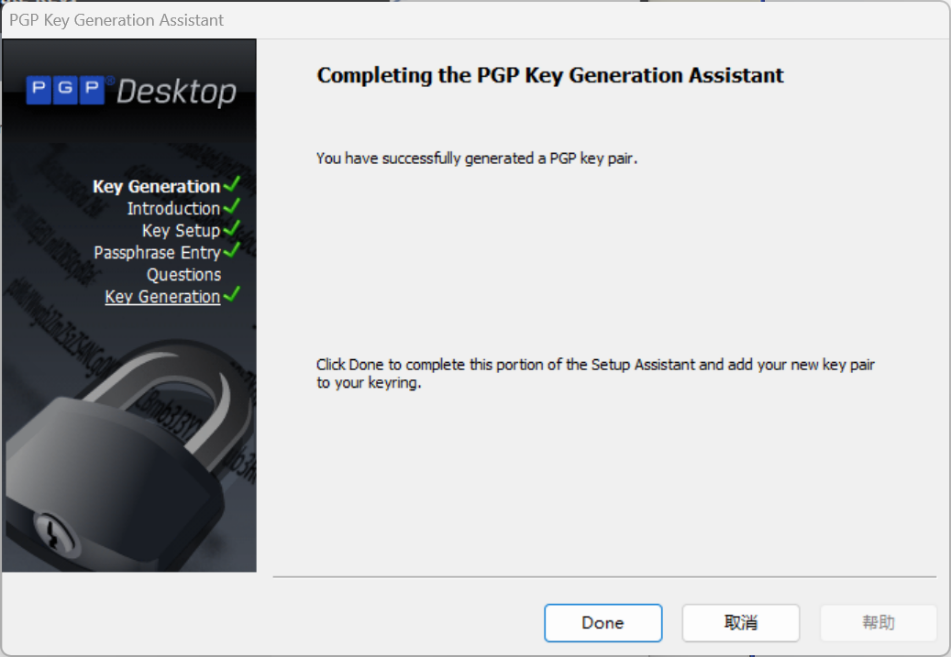 PGP Key Generation Assistant
PGP® Desktop
Key Generation
Introduction
Key Setup
Passphrase Entry
Questions
Key Generation
Completing the PGP Key Generation Assistant
You have successfully generated a PGP key pair.
Click Done to complete this portion of the Setup Assistant and add your new key pair
to your keyring.
Done
取消
帮助